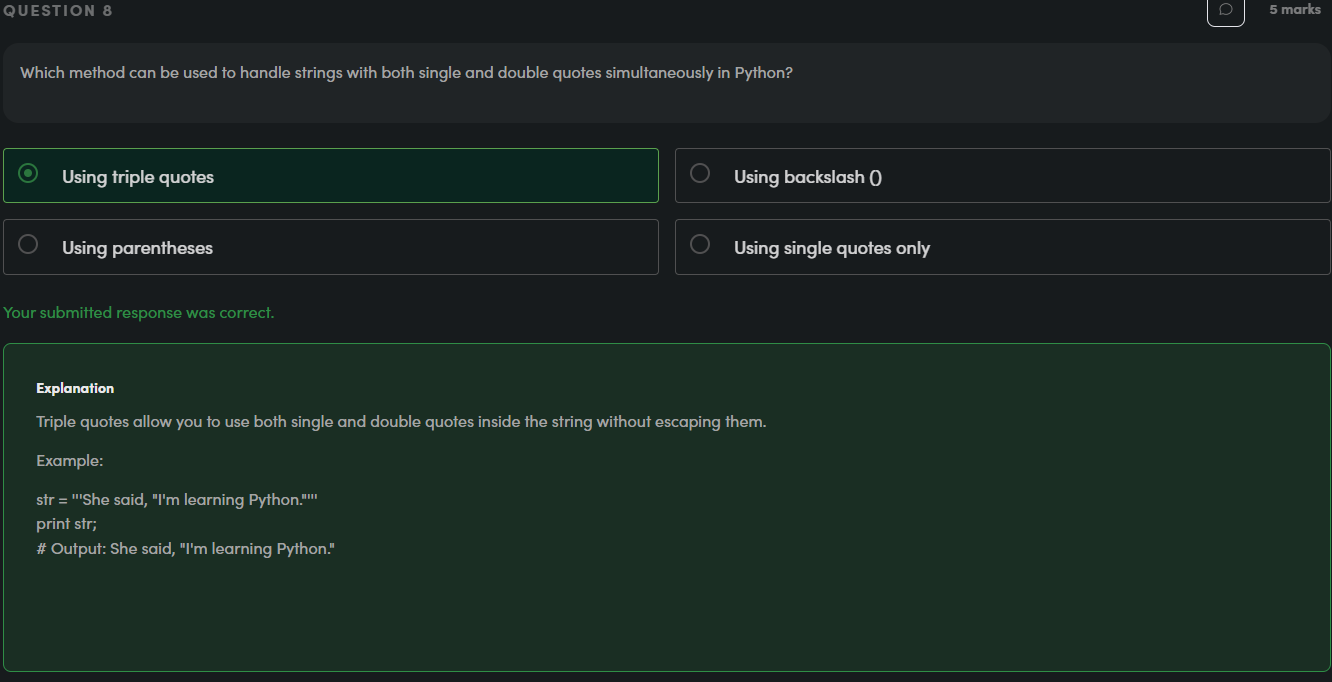 QUESTION 8
5 marks
Which method can be used to handle strings with both single and double quotes simultaneously in Python?
Using triple quotes
Using backslash ()
Using parentheses
Using single quotes only
Your submitted response was correct.
Explanation
Triple quotes allow you to use both single and double quotes inside the string without escaping them.
Example:
str = '''She said, "I'm learning Python."'''
print str;
# Output: She said, "I'm learning Python."